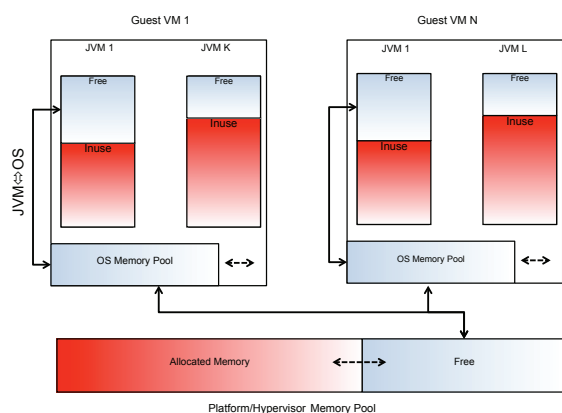 Guest VM 1
Guest VM N
JVM 1
JVM K
JVM 1
JVM L
Free
Free
Free
Free
Inuse
Inuse
Inuse
Inuse
JVM⇔OS
OS Memory Pool
OS Memory Pool
Allocated Memory
Free
Platform/Hypervisor Memory Pool